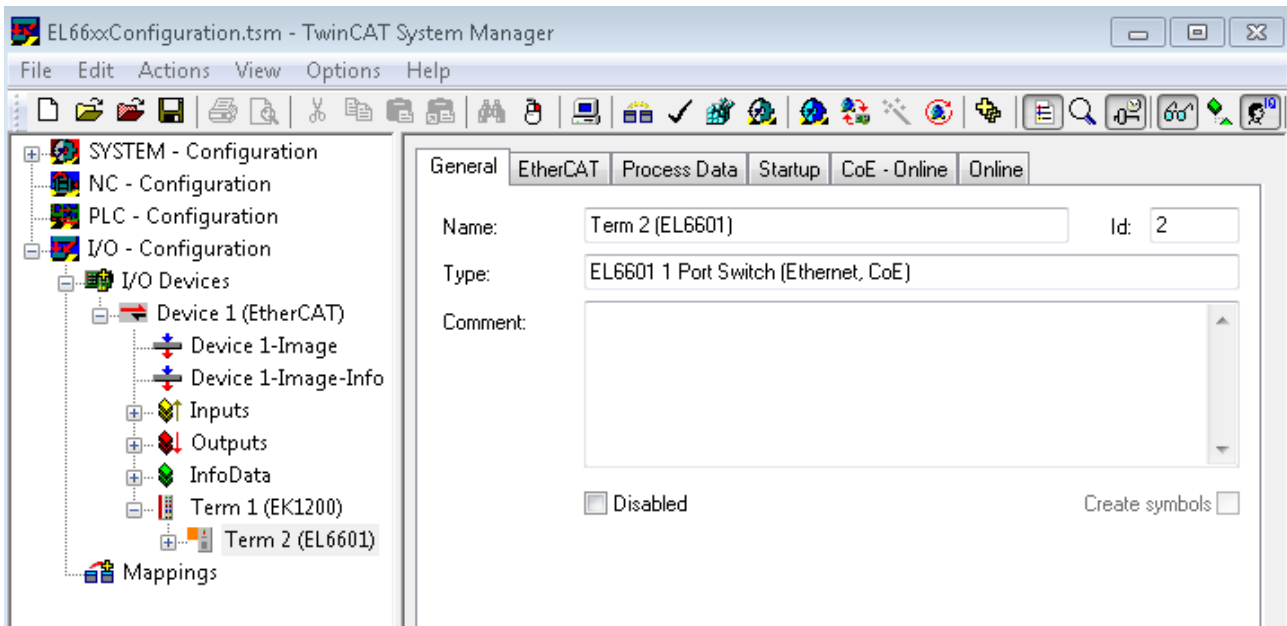 EL66xxConfiguration.tsm - TwinCAT System Manager
File Edit Actions View Options Help
SYSTEM - Configuration
NC - Configuration
PLC - Configuration
I/O - Configuration
I/O Devices
Device 1 (EtherCAT)
Device 1-Image
Device 1-Image-Info
Inputs
Outputs
InfoData
Term 1 (EK1200)
Term 2 (EL6601)
Mappings
General EtherCAT Process Data Startup CoE - Online Online
Name: Term 2 (EL6601) Id: 2
Type: EL6601 1 Port Switch (Ethernet, CoE)
Comment:
Disabled Create symbols